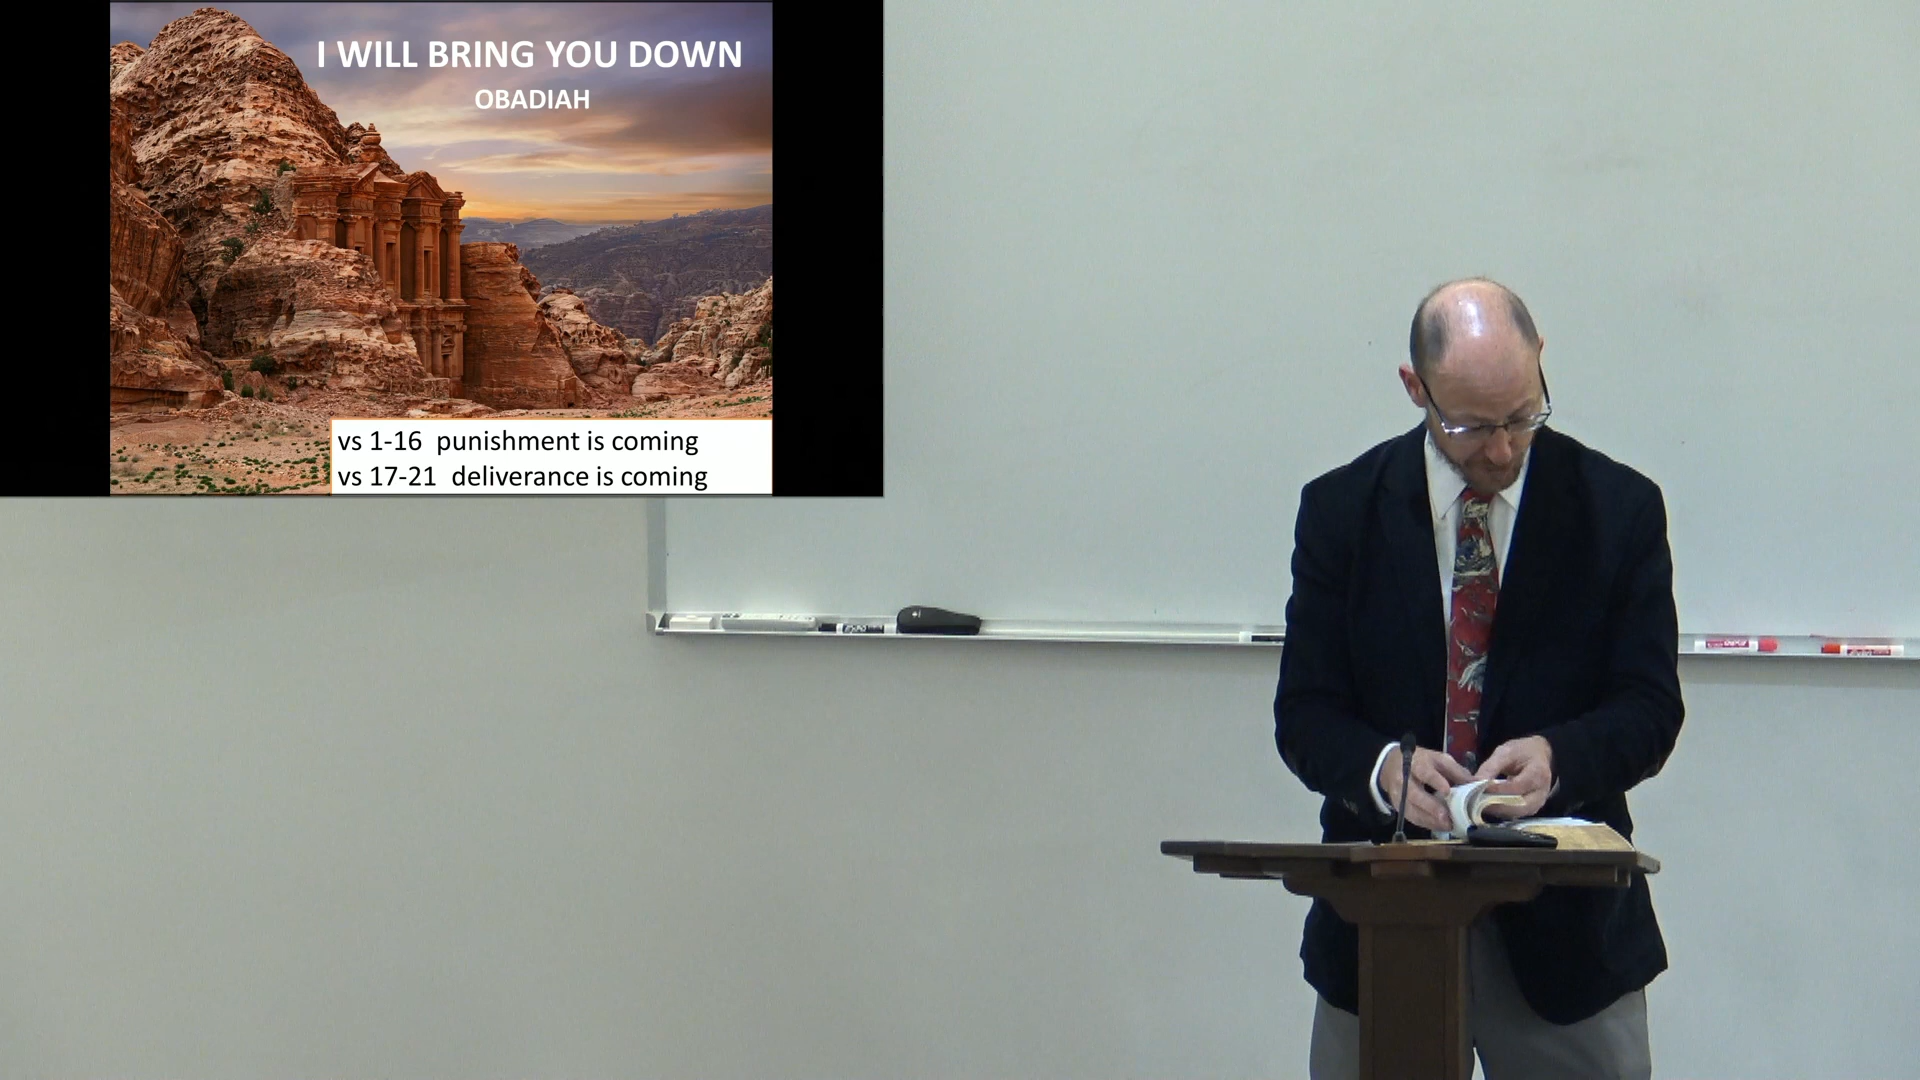 I WILL BRING YOU DOWN
OBADIAH
vs 1-16 punishment is coming
vs 17-21 deliverance is coming